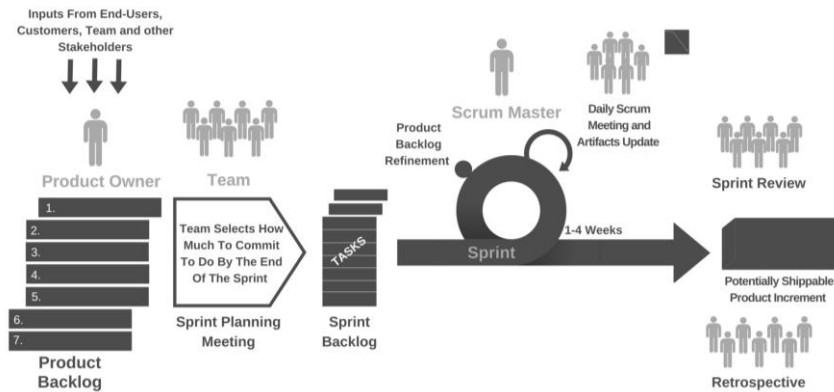 Inputs From End-Users,
Customers, Team and other
Stakeholders
Product Owner
1.
2.
3.
4.
5.
6.
7.
Product
Backlog
Team
Team Selects How
Much To Commit
To Do By The End
Of The Sprint
Sprint Planning
Meeting
TASKS
Sprint
Backlog
Product
Backlog
Refinement
Scrum Master
Daily Scrum
Meeting and
Artifacts Update
Sprint
1-4 Weeks
Sprint Review
Potentially Shippable
Product Increment
Retrospective